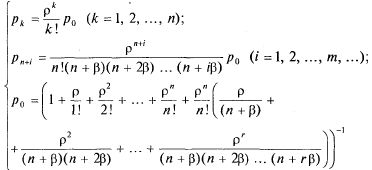 p_k = ρ^k / k! p_0 (k = 1, 2, ..., n);
p_{n+i} = ρ^{n+i} / n!(n + β)(n + 2β) ... (n + iβ) p_0 (i = 1, 2, ..., m, ...);
p_0 = (1 + ρ/1! + ρ^2/2! + ... + ρ^n/n! + ρ^n/n! (ρ/(n + β) +
+ ρ^2/(n + β)(n + 2β) + ... + ρ^r/(n + β)(n + 2β) ... (n + rβ)))^{-1}